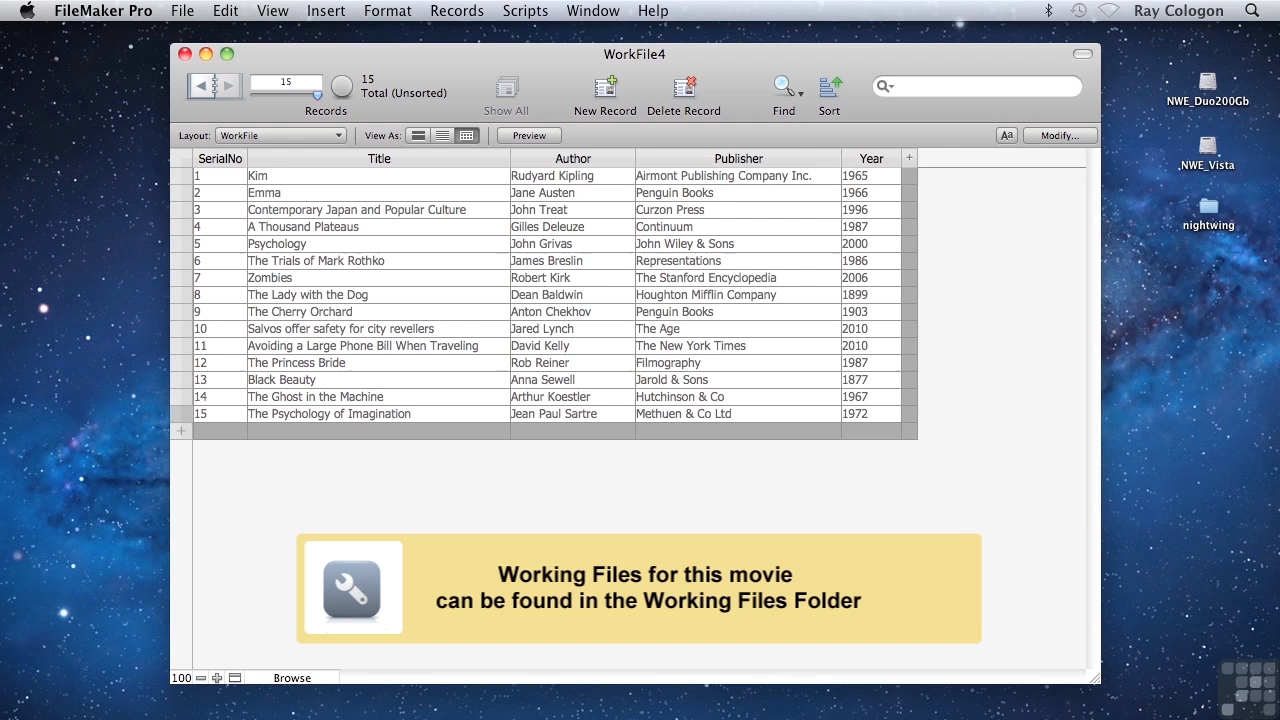 FileMaker Pro File Edit View Insert Format Records Scripts Window Help Ray Cologon
WorkFile4
15 15
Total (Unsorted)
Records Show All New Record Delete Record Find Sort
Layout: WorkFile View As: Preview Aa Modify...
SerialNo Title Author Publisher Year +
1 Kim Rudyard Kipling Airmont Publishing Company Inc. 1965
2 Emma Jane Austen Penguin Books 1966
3 Contemporary Japan and Popular Culture John Treat Curzon Press 1996
4 A Thousand Plateaus Gilles Deleuze Continuum 1987
5 Psychology John Grivas John Wiley & Sons 2000
6 The Trials of Mark Rothko James Breslin Representations 1986
7 Zombies Robert Kirk The Stanford Encyclopedia 2006
8 The Lady with the Dog Dean Baldwin Houghton Mifflin Company 1899
9 The Cherry Orchard Anton Chekhov Penguin Books 1903
10 Salvos offer safety for city revellers Jared Lynch The Age 2010
11 Avoiding a Large Phone Bill When Traveling David Kelly The New York Times 2010
12 The Princess Bride Rob Reiner Filmography 1987
13 Black Beauty Anna Sewell Jarold & Sons 1877
14 The Ghost in the Machine Arthur Koestler Hutchinson & Co 1967
15 The Psychology of Imagination Jean Paul Sartre Methuen & Co Ltd 1972
+
Working Files for this movie
can be found in the Working Files Folder
100 Browse
NWE_Duo200Gb
NWE_Vista
nightwing